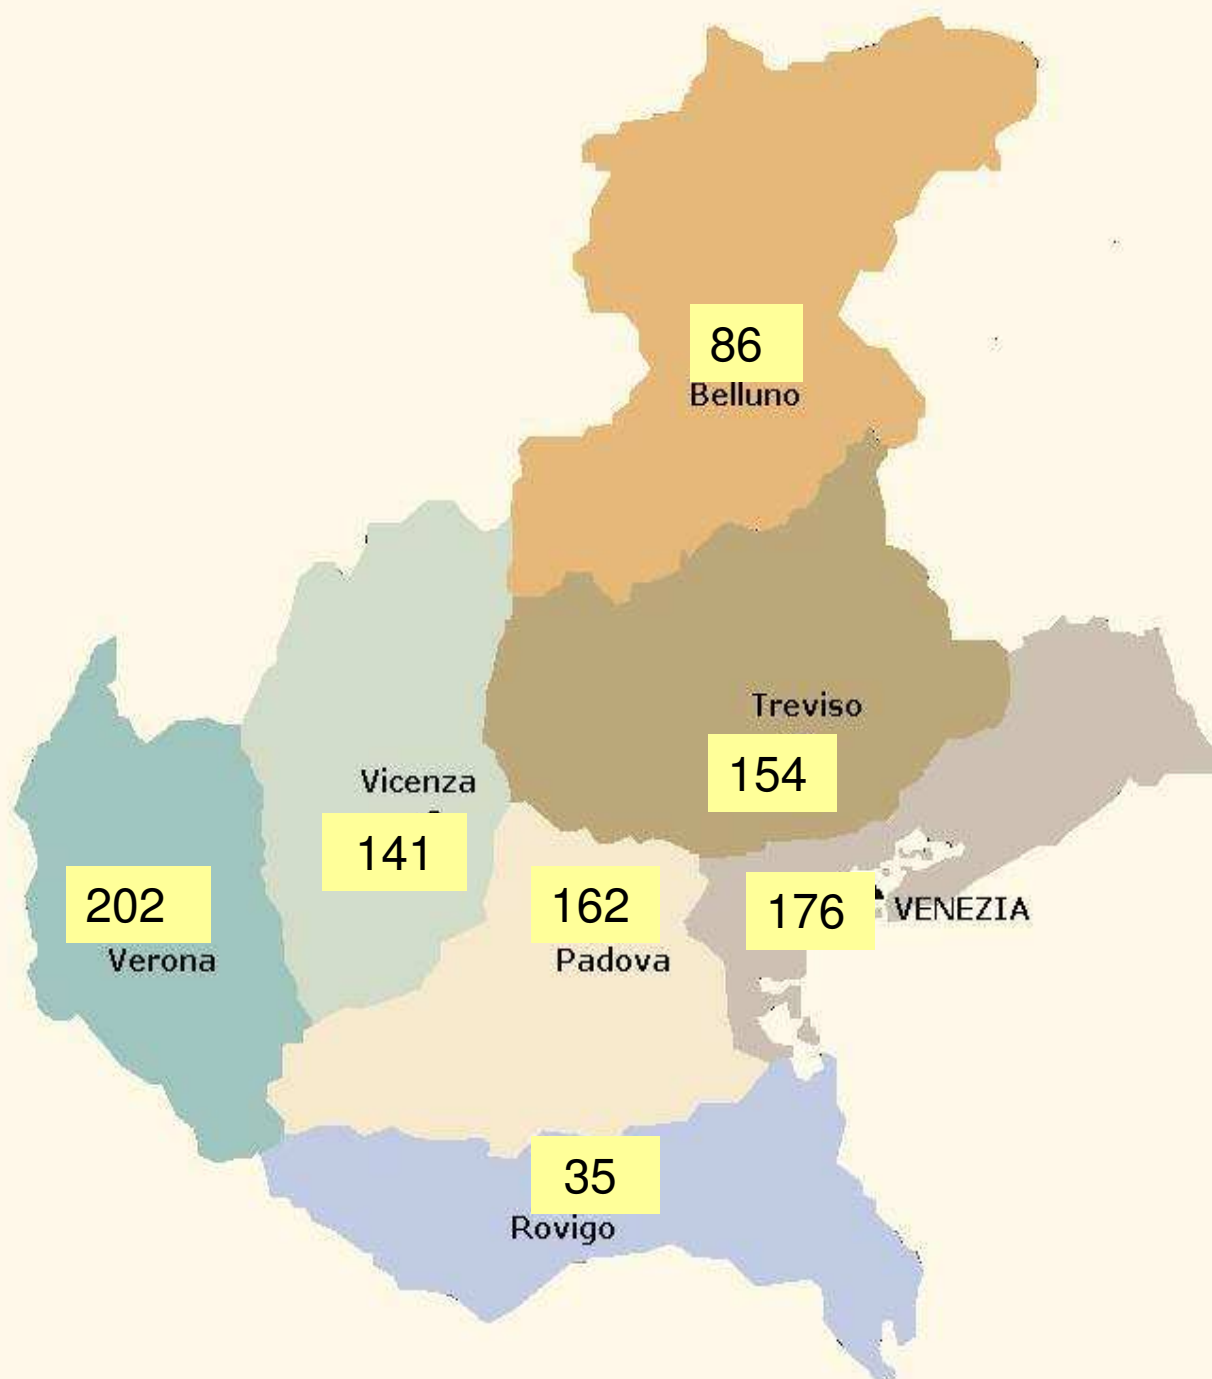 86
Belluno
Treviso
154
Vicenza
141
202
Verona
162
Padova
176
VENEZIA
35
Rovigo